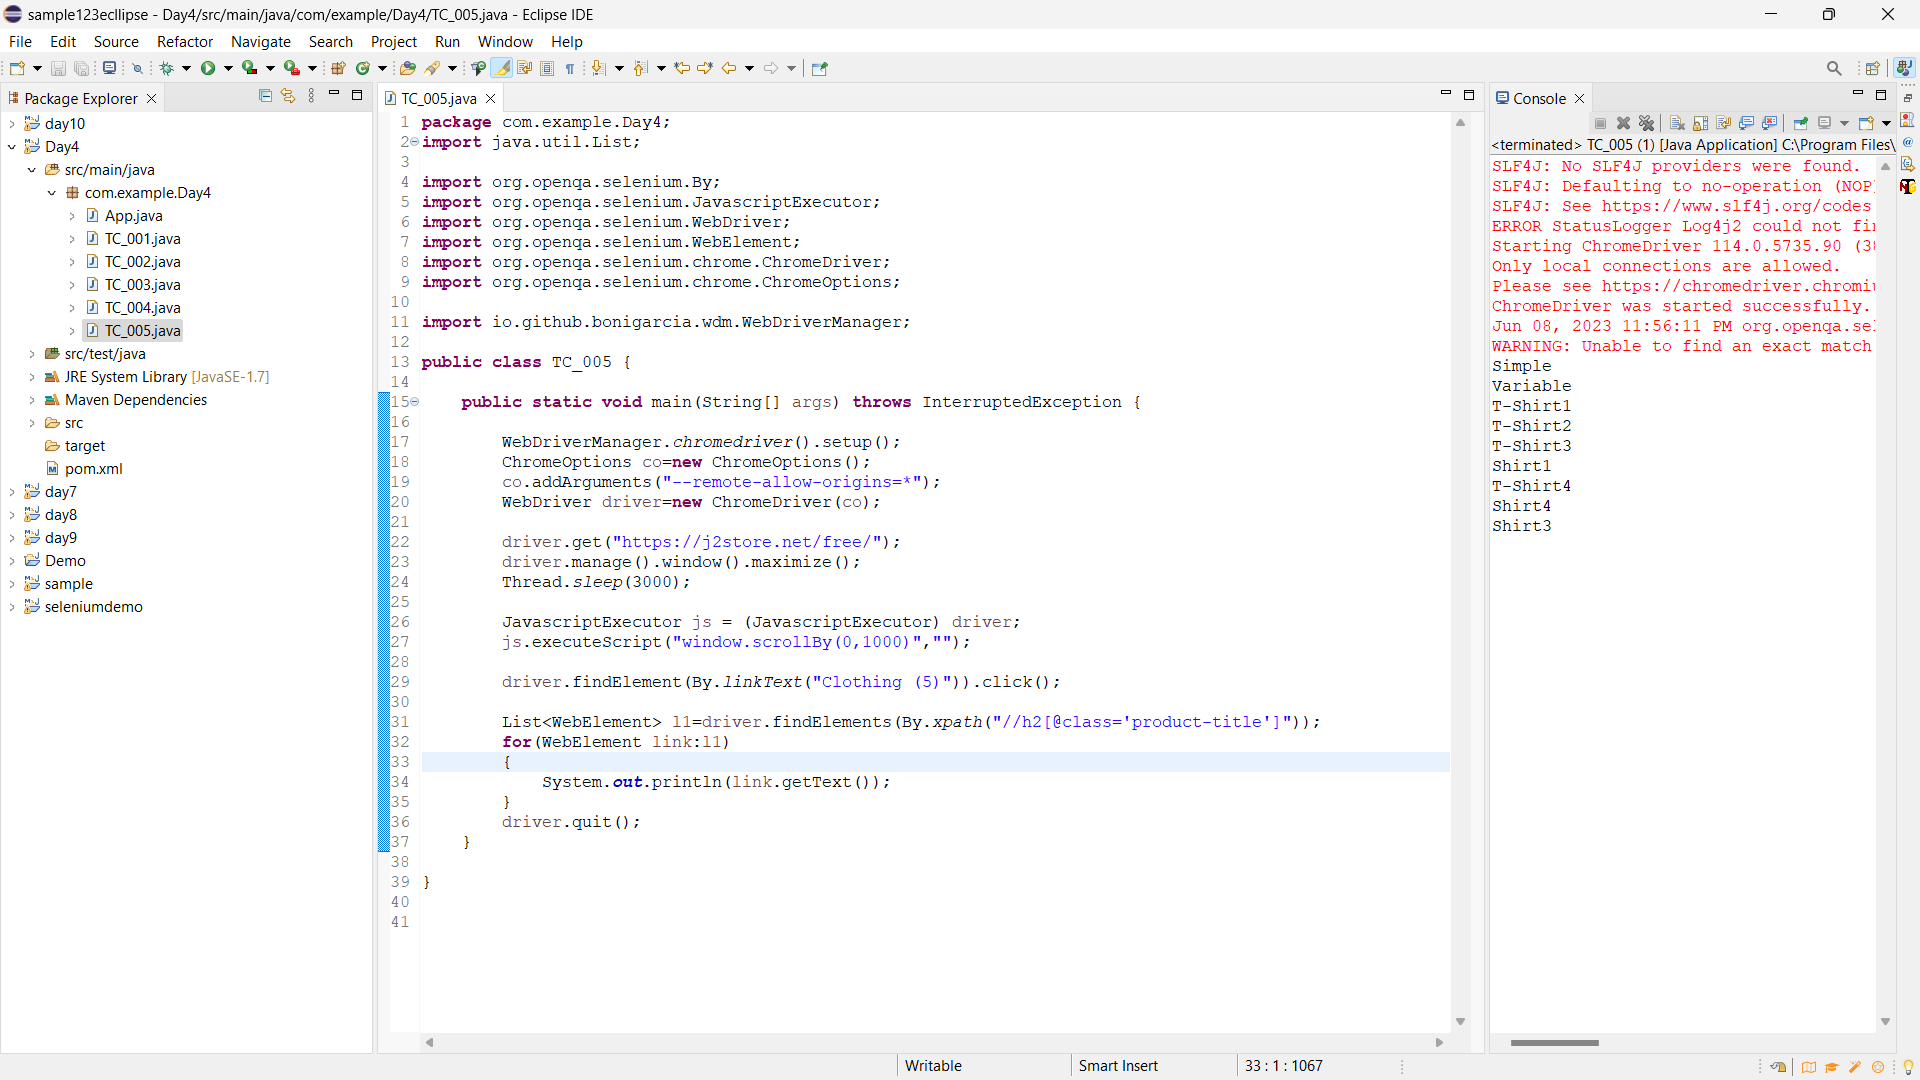 sample123ecllipse - Day4/src/main/java/com/example/Day4/TC_005.java - Eclipse IDE
File Edit Source Refactor Navigate Search Project Run Window Help
Package Explorer
day10
Day4
src/main/java
com.example.Day4
App.java
TC_001.java
TC_002.java
TC_003.java
TC_004.java
TC_005.java
src/test/java
JRE System Library [JavaSE-1.7]
Maven Dependencies
src
target
pom.xml
day7
day8
day9
Demo
sample
seleniumdemo
TC_005.java
1 package com.example.Day4;
2 import java.util.List;
3
4 import org.openqa.selenium.By;
5 import org.openqa.selenium.JavascriptExecutor;
6 import org.openqa.selenium.WebDriver;
7 import org.openqa.selenium.WebElement;
8 import org.openqa.selenium.chrome.ChromeDriver;
9 import org.openqa.selenium.chrome.ChromeOptions;
10
11 import io.github.bonigarcia.wdm.WebDriverManager;
12
13 public class TC_005 {
14
15 public static void main(String[] args) throws InterruptedException {
16
17 WebDriverManager.chromedriver().setup();
18 ChromeOptions co=new ChromeOptions();
19 co.addArguments("--remote-allow-origins=*");
20 WebDriver driver=new ChromeDriver(co);
21
22 driver.get("https://j2store.net/free/");
23 driver.manage().window().maximize();
24 Thread.sleep(3000);
25
26 JavascriptExecutor js = (JavascriptExecutor) driver;
27 js.executeScript("window.scrollBy(0,1000)","");
28
29 driver.findElement(By.linkText("Clothing (5)")).click();
30
31 List<WebElement> l1=driver.findElements(By.xpath("//h2[@class='product-title']"));
32 for(WebElement link:l1)
33 {
34 System.out.println(link.getText());
35 }
36 driver.quit();
37 }
38
39 }
40
41
Console
<terminated> TC_005 (1) [Java Application] C:\Program Files\
SLF4J: No SLF4J providers were found.
SLF4J: Defaulting to no-operation (NOP)
SLF4J: See https://www.slf4j.org/codes
ERROR StatusLogger Log4j2 could not fin
Starting ChromeDriver 114.0.5735.90 (38
Only local connections are allowed.
Please see https://chromedriver.chromiu
ChromeDriver was started successfully.
Jun 08, 2023 11:56:11 PM org.openqa.sel
WARNING: Unable to find an exact match
Simple
Variable
T-Shirt1
T-Shirt2
T-Shirt3
Shirt1
T-Shirt4
Shirt4
Shirt3
Writable Smart Insert 33 : 1 : 1067